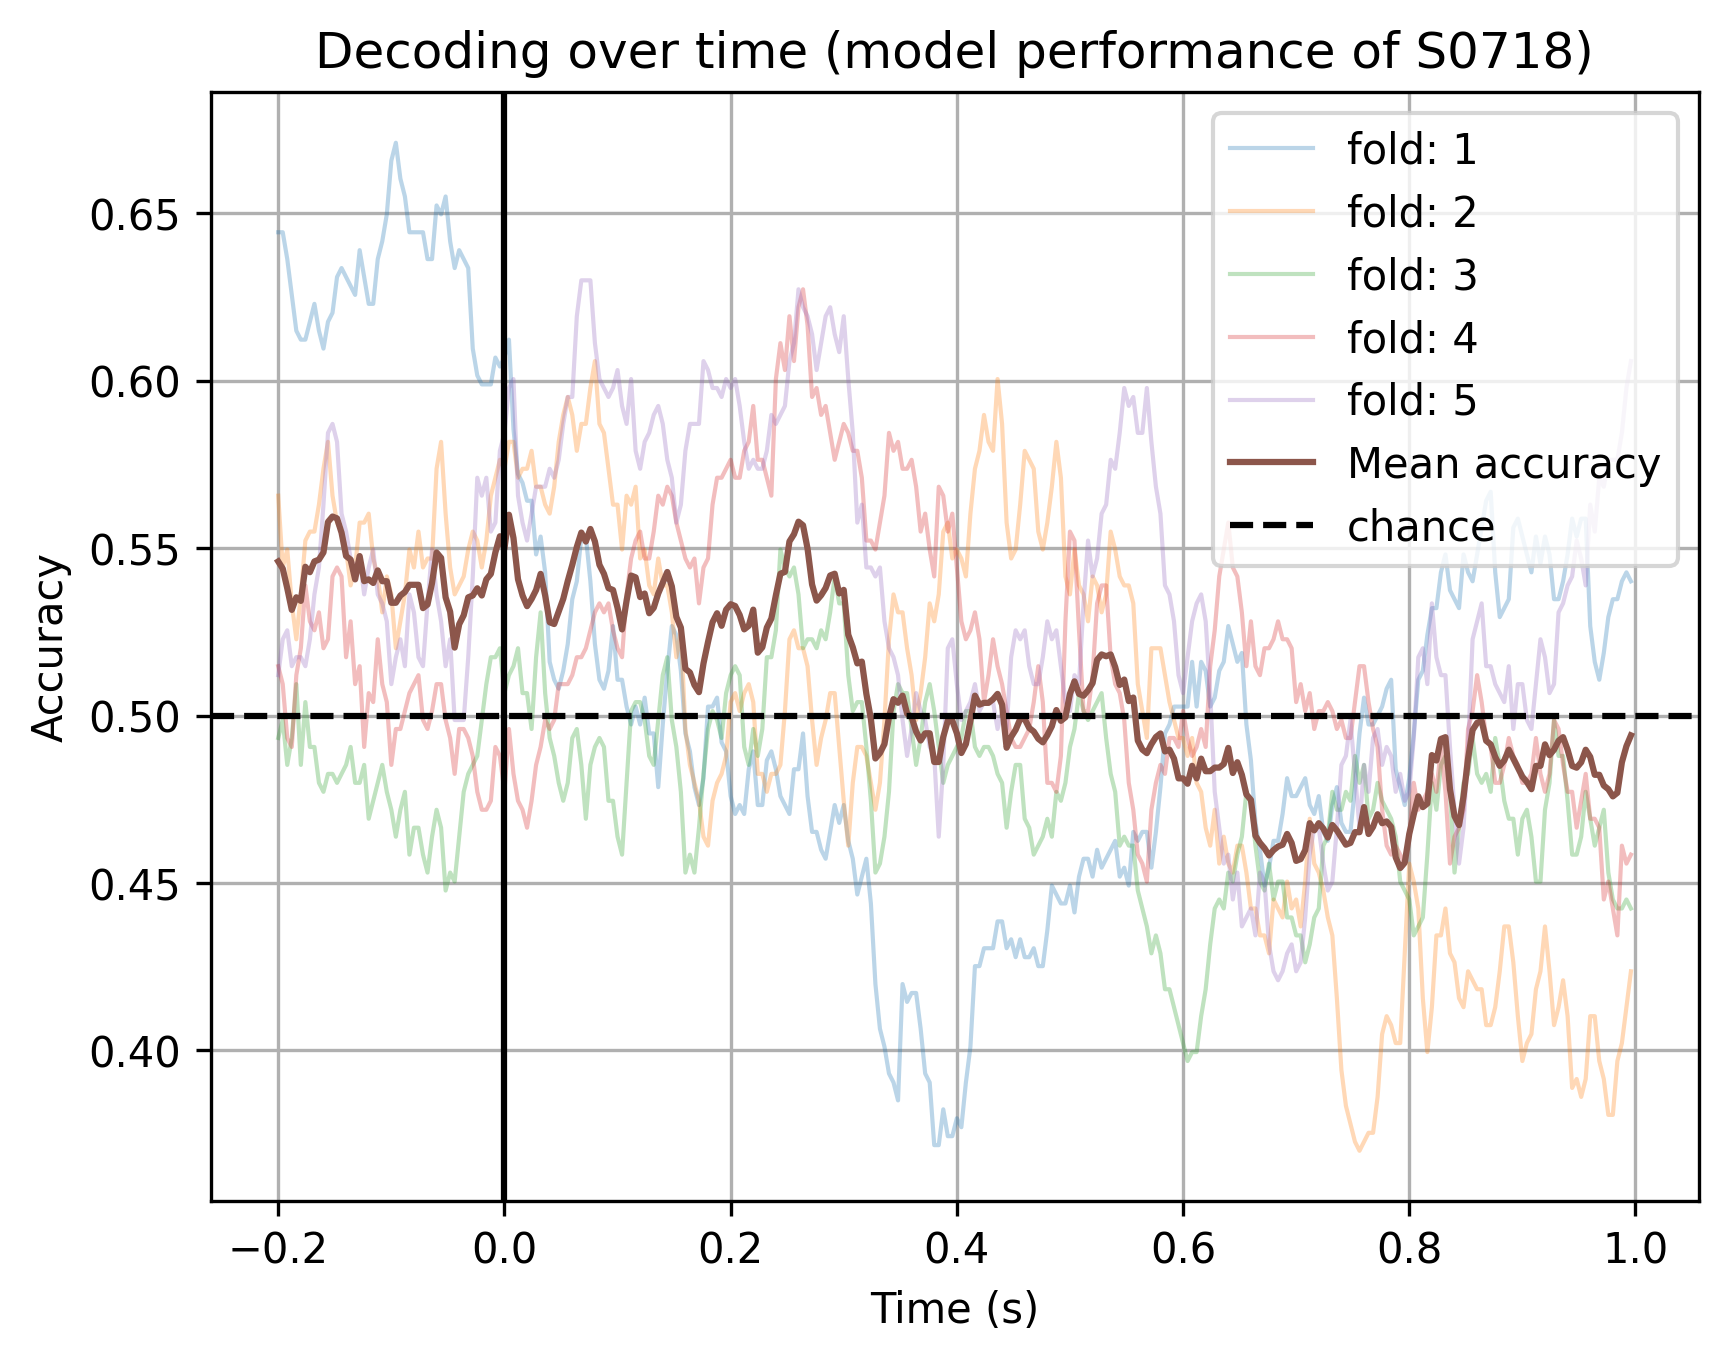 Decoding over time (model performance of S0718)
Accuracy
0.65
0.60
0.55
0.50
0.45
0.40
−0.2
0.0
0.2
0.4
0.6
0.8
1.0
Time (s)
fold: 1
fold: 2
fold: 3
fold: 4
fold: 5
Mean accuracy
chance